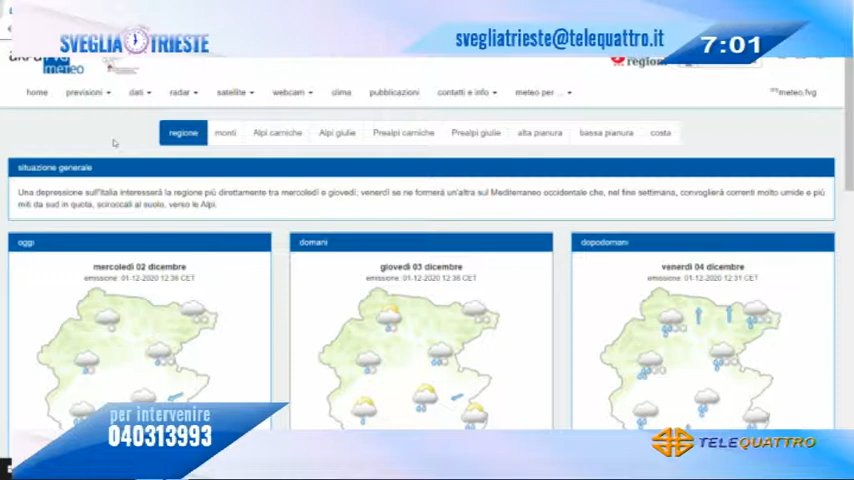 SVEGLIA TRIESTE
svegliatrieste@telequattro.it
7:01
meteo
home previsioni dati radar satellite webcam clima pubblicazioni contatti e info meteo per ... meteo.fvg
regione monti Alpi carniche Alpi giulie Prealpi carniche Prealpi giulie alta pianura bassa pianura costa
situazione generale
Una depressione sull'Italia interesserà la regione più direttamente tra mercoledì e giovedì; venerdì se ne formerà un'altra sul Mediterraneo occidentale che, nel fine settimana, convoglierà correnti molto umide e più
miti da sud in quota, sciroccali al suolo, verso le Alpi.
oggi domani dopodomani
mercoledì 02 dicembre giovedì 03 dicembre venerdì 04 dicembre
emissione: 01-12-2020 12:36 CET emissione: 01-12-2020 12:36 CET emissione: 01-12-2020 12:31 CET
per intervenire
040313993
TELEQUATTRO